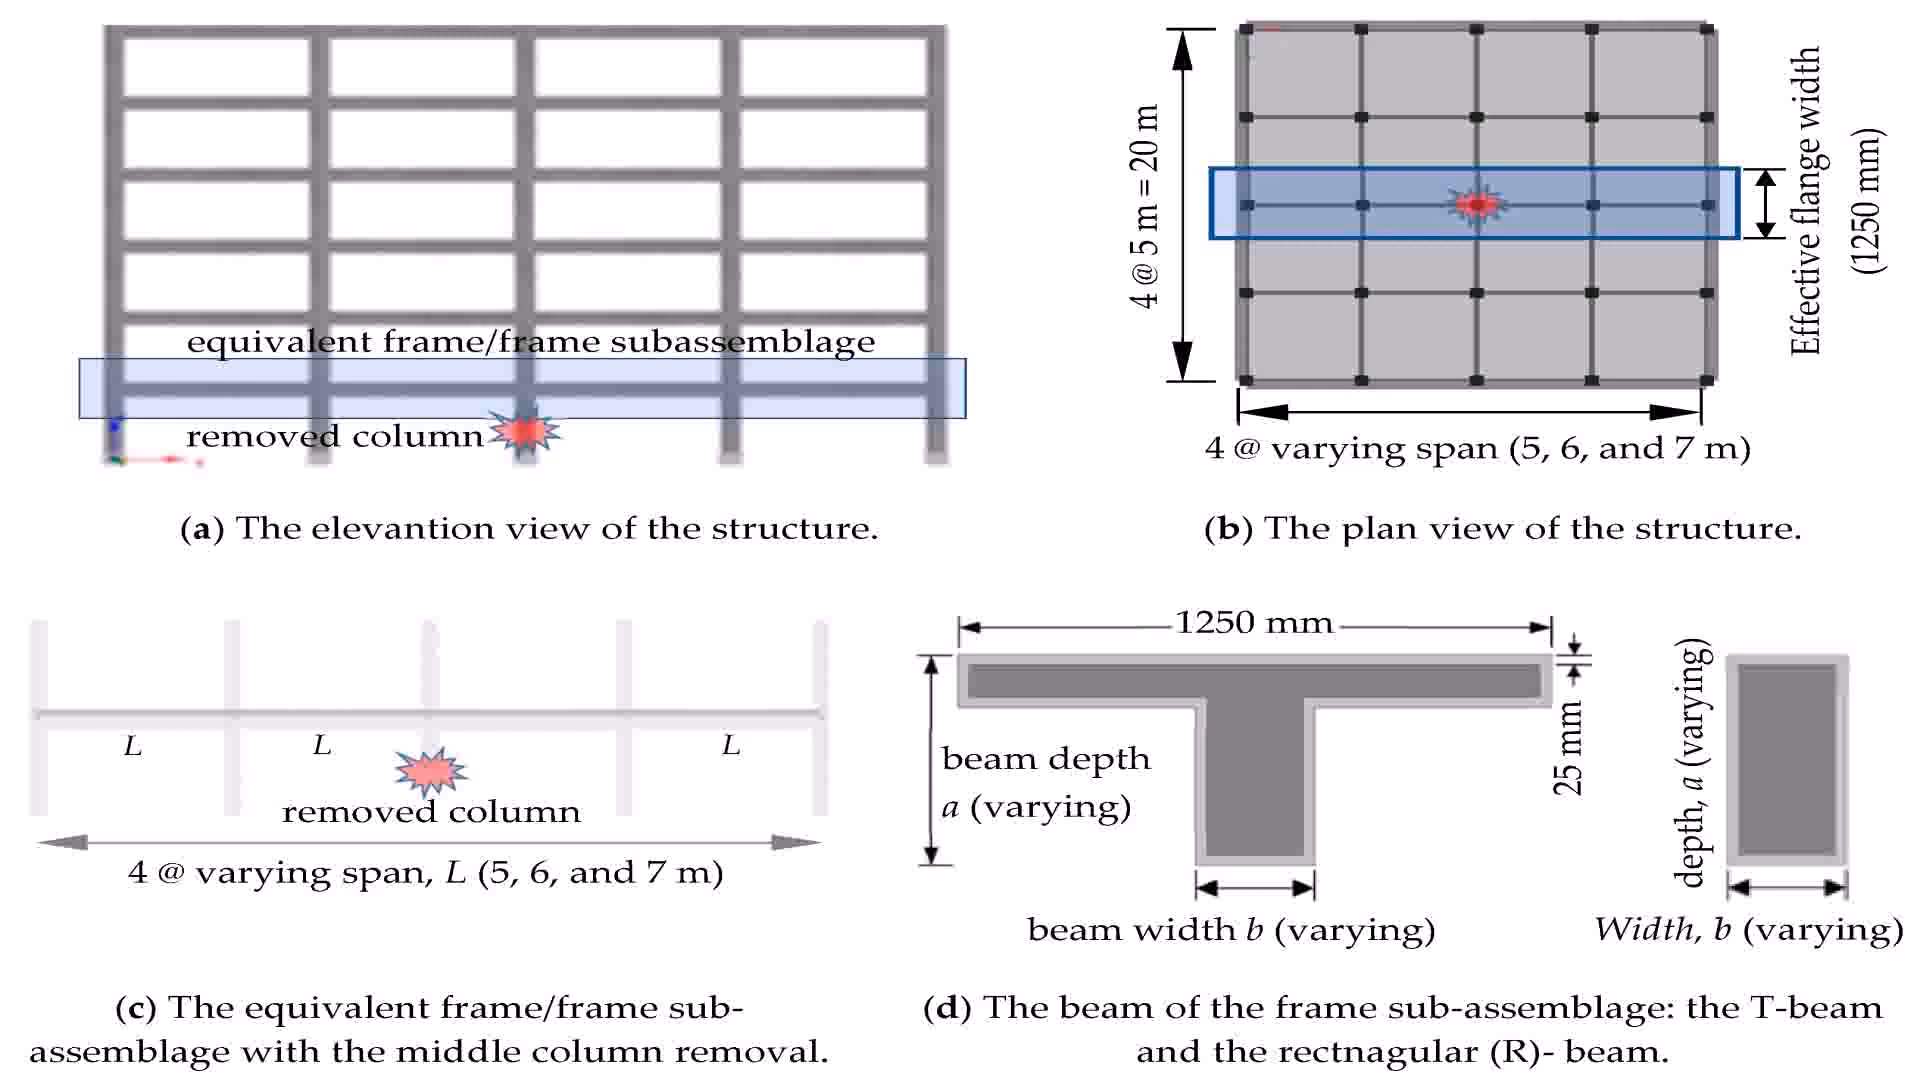 equivalent frame/frame subassemblage
removed column
(a) The elevantion view of the structure.
4 @ 5 m = 20 m
Effective flange width
(1250 mm)
4 @ varying span (5, 6, and 7 m)
(b) The plan view of the structure.
L
L
L
removed column
4 @ varying span, L (5, 6, and 7 m)
(c) The equivalent frame/frame sub-
assemblage with the middle column removal.
1250 mm
beam depth
a (varying)
25 mm
beam width b (varying)
depth, a (varying)
Width, b (varying)
(d) The beam of the frame sub-assemblage: the T-beam
and the rectnagular (R)- beam.